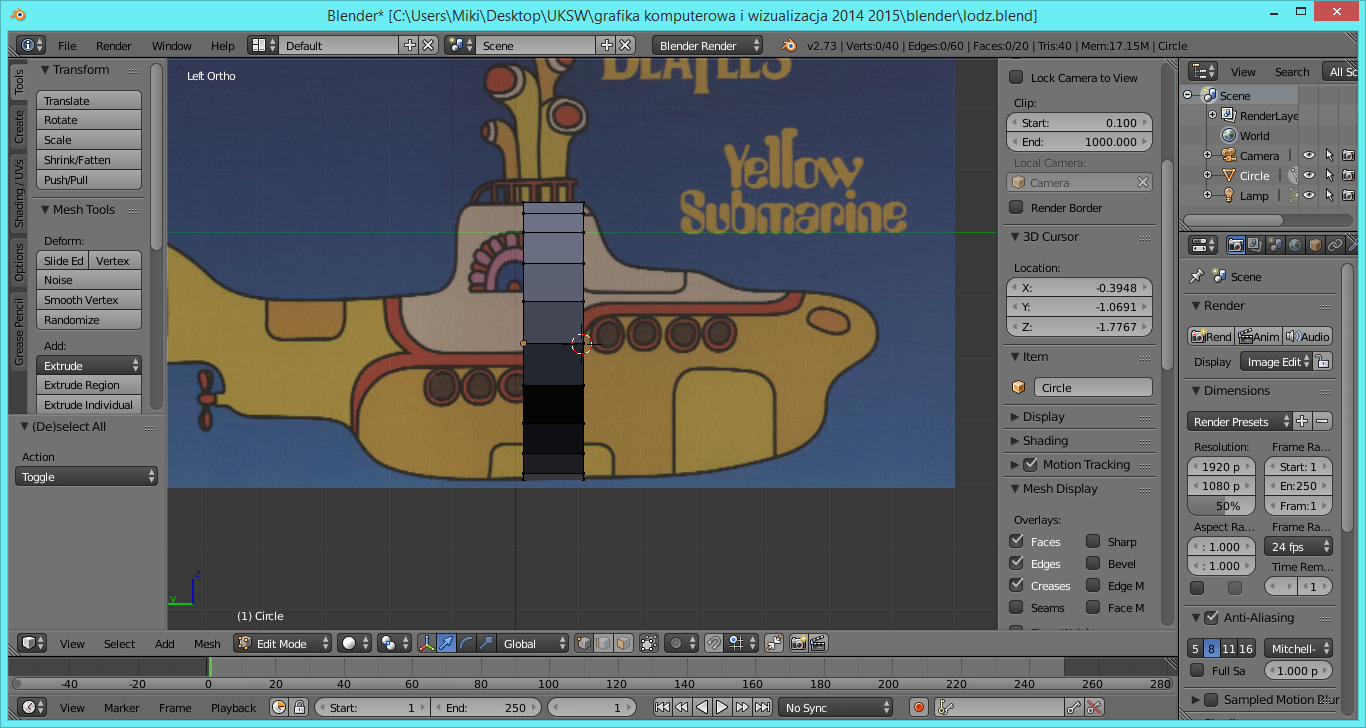 Blender* [C:\Users\Miki\Desktop\UKSW\grafika komputerowa i wizualizacja 2014 2015\blender\lodz.blend]
File Render Window Help Default Scene Blender Render v2.73 | Verts:0/40 | Edges:0/60 | Faces:0/20 | Tris:40 | Mem:17.15M | Circle
Tools
Create
Shading / UVs
Options
Grease Pencil
Transform
Translate
Rotate
Scale
Shrink/Fatten
Push/Pull
Mesh Tools
Deform:
Slide Ed Vertex
Noise
Smooth Vertex
Randomize
Add:
Extrude
Extrude Region
Extrude Individual
(De)select All
Action
Toggle
Left Ortho
BEATLES
Yellow
Submarine
z
y
(1) Circle
Lock Camera to View
Clip:
Start: 0.100
End: 1000.000
Local Camera:
Camera
Render Border
3D Cursor
Location:
X: -0.3948
Y: -1.0691
Z: -1.7767
Item
Circle
Display
Shading
Motion Tracking
Mesh Display
Overlays:
Faces Sharp
Edges Bevel
Creases Edge M
Seams Face M
View Search All Sc
Scene
RenderLaye
World
Camera
Circle
Lamp
Scene
Render
Rend Anim Audio
Display Image Edit
Dimensions
Render Presets
Resolution: Frame Ra...
1920 p Start: 1
1080 p En:250
50% Fram:1
Aspect Ra... Frame Ra...
: 1.000 24 fps
: 1.000 Time Rem...
1
Anti-Aliasing
5 8 11 16 Mitchell-
Full Sa 1.000 p
Sampled Motion Blur
View Select Add Mesh Edit Mode Global
-40 -20 0 20 40 60 80 100 120 140 160 180 200 220 240 260 280
View Marker Frame Playback Start: 1 End: 250 1 No Sync